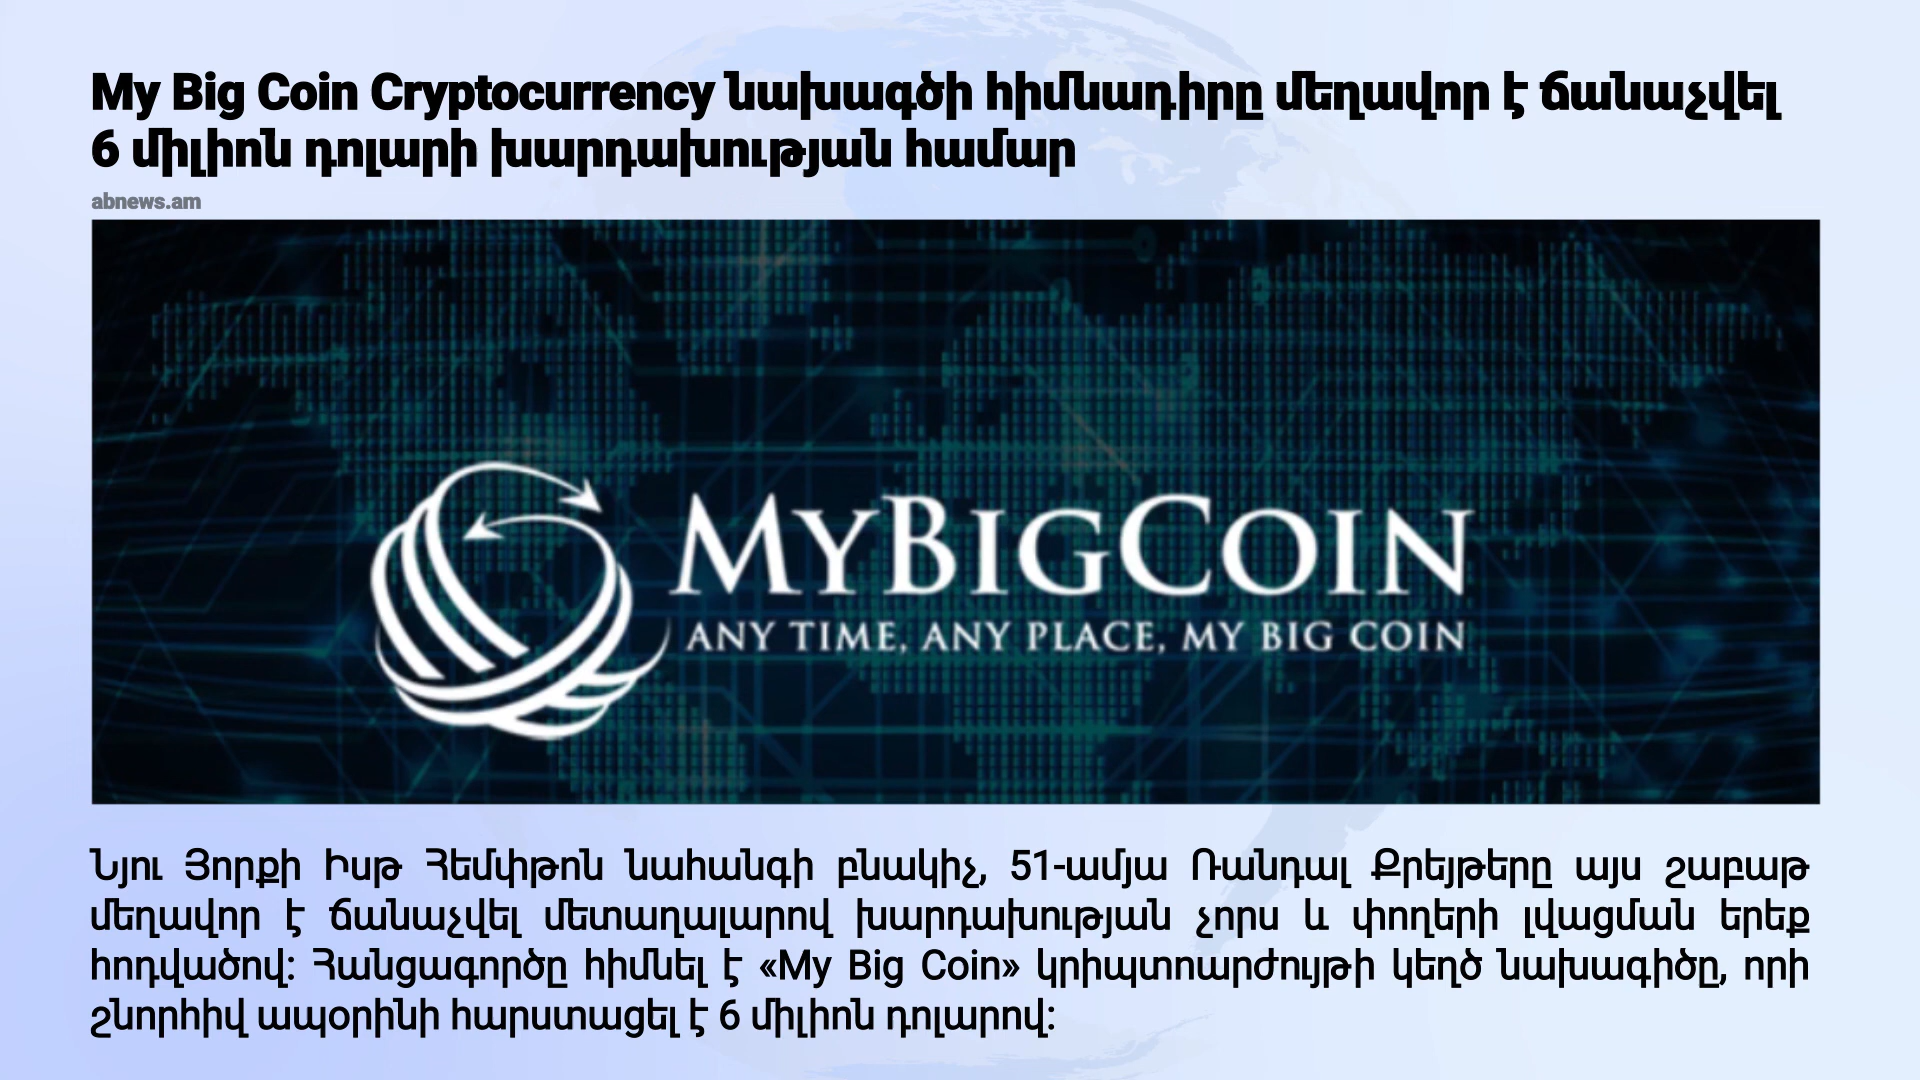 My Big Coin Cryptocurrency նախագծի հիմնադիրը մեղավոր է ճանաչվել
6 միլիոն դոլարի խարդախության համար
abnews.am
MYBIGCOIN
ANY TIME, ANY PLACE, MY BIG COIN
Նյու Յորքի Իսթ Հեմփթոն նահանգի բնակիչ, 51-ամյա Ռանդալ Քրեյթերը այս շաբաթ
մեղավոր է ճանաչվել մետաղալարով խարդախության չորս և փողերի լվացման երեք
հոդվածով: Հանցագործը հիմնել է «My Big Coin» կրիպտոարժույթի կեղծ նախագիծը, որի
շնորհիվ ապօրինի հարստացել է 6 միլիոն դոլարով: